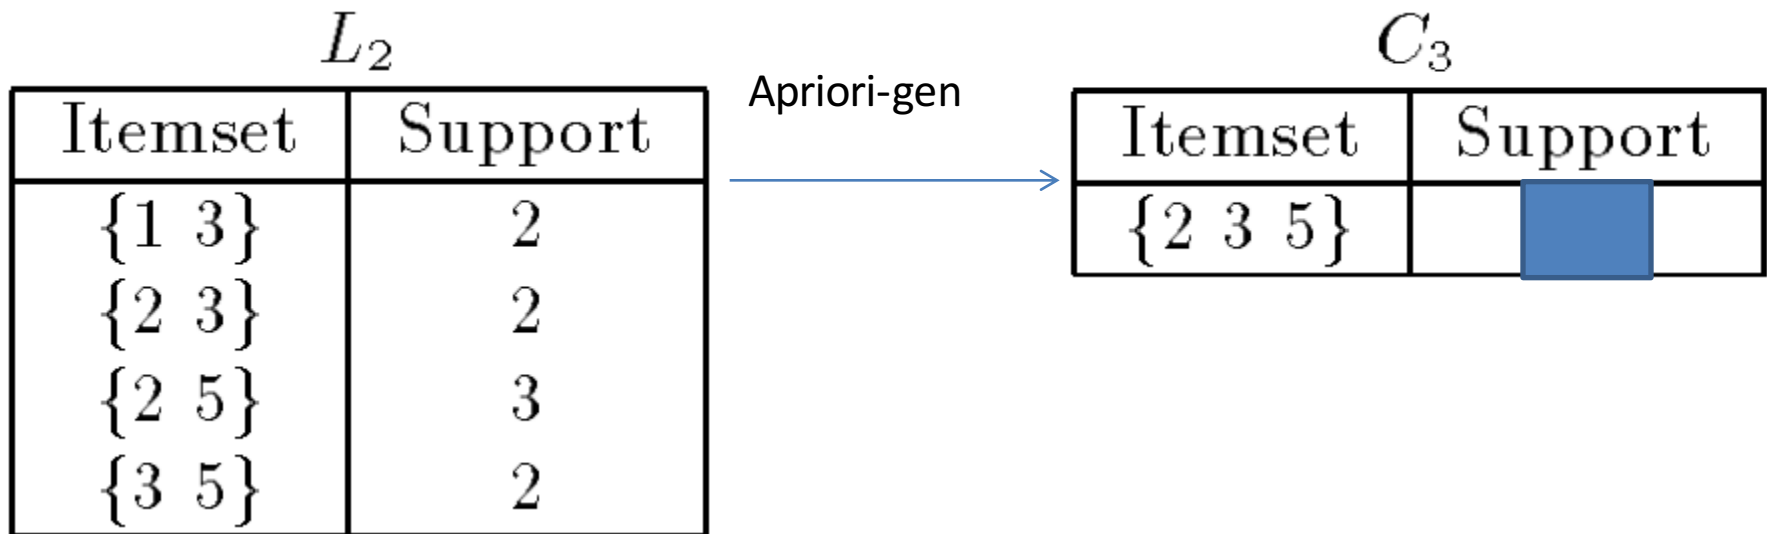 L₂
Itemset Support
{1 3} 2
{2 3} 2
{2 5} 3
{3 5} 2
Apriori-gen
C₃
Itemset Support
{2 3 5}